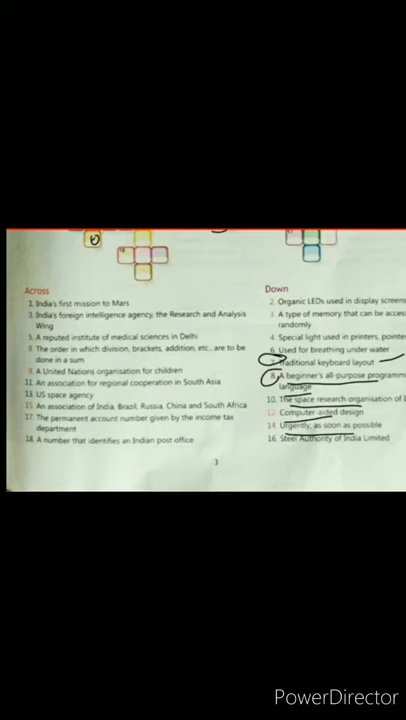 17
18
Across
1. India's first mission to Mars
3. India's foreign intelligence agency, the Research and Analysis
Wing
5. A reputed institute of medical sciences in Delhi
8. The order in which division, brackets, addition, etc., are to be
done in a sum
9. A United Nations organisation for children
11. An association for regional cooperation in South Asia
13. US space agency
15. An association of India, Brazil, Russia, China and South Africa
17. The permanent account number given by the income tax
department
18. A number that identifies an Indian post office
Down
2. Organic LEDs used in display screens
3. A type of memory that can be
randomly
4. Special light used in printers,
6. Used for breathing under water
7. Traditional keyboard layout
8. A beginner's all-purpose
language
10. The space research organisation of
12. Computer-aided design
14. Urgently, as soon as possible
16. Steel Authority of India Limited
3
PowerDirector